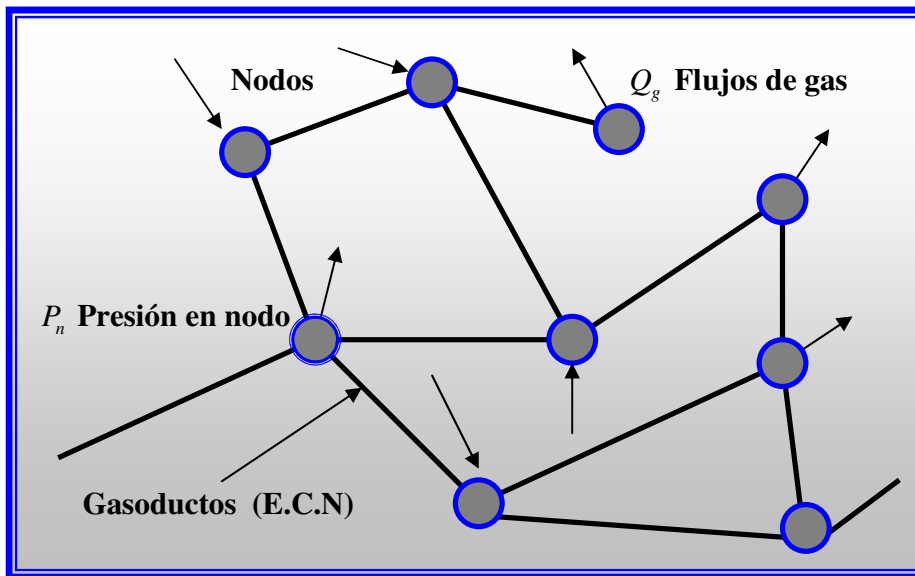 Nodos
Q_g Flujos de gas
P_n Presión en nodo
Gasoductos (E.C.N)